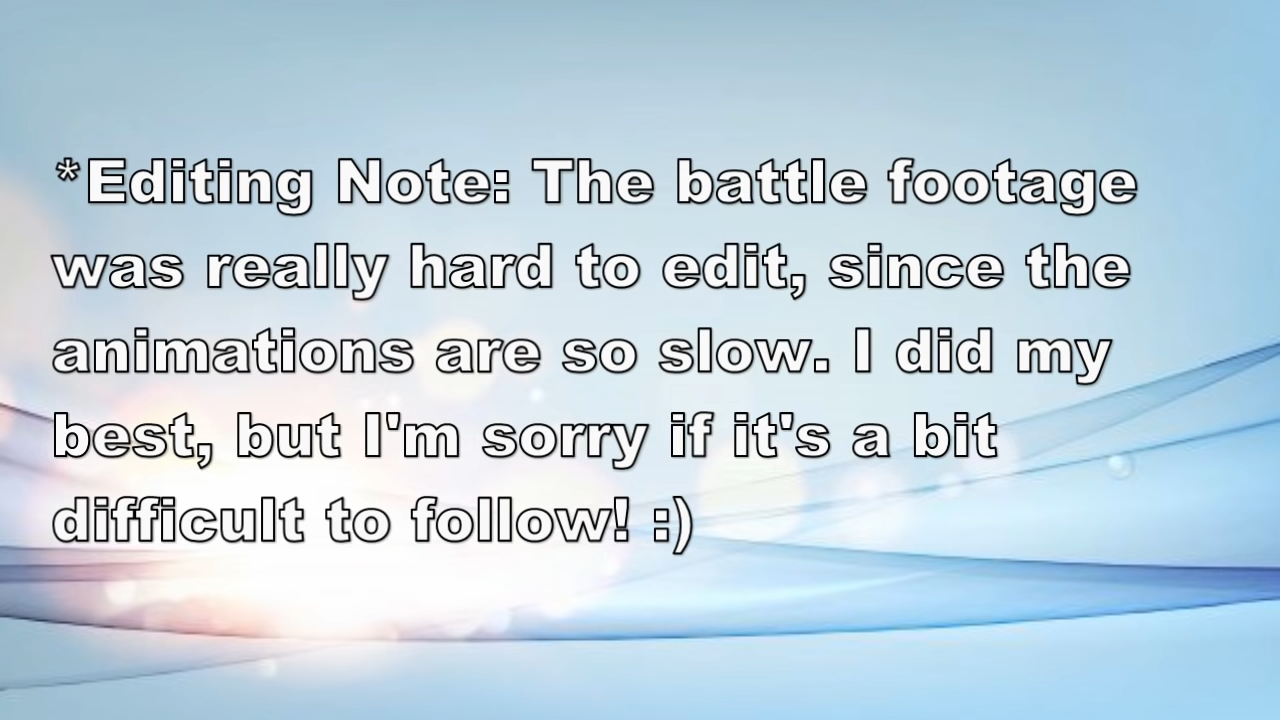 *Editing Note: The battle footage
was really hard to edit, since the
animations are so slow. I did my
best, but I'm sorry if it's a bit
difficult to follow! :)